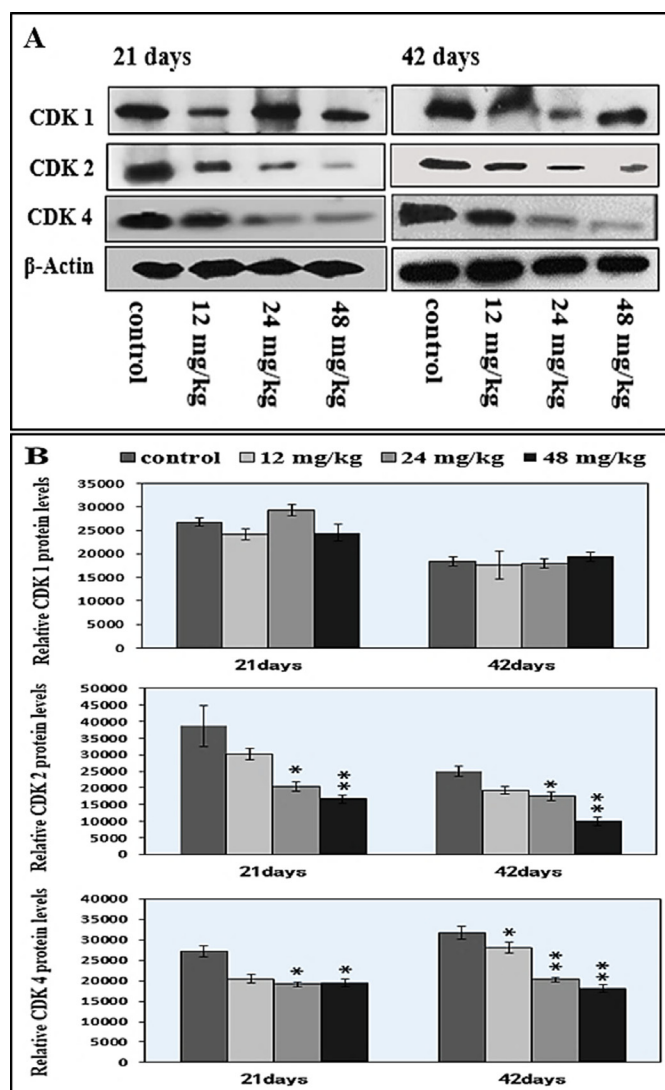 A
21 days 42 days
CDK 1
CDK 2
CDK 4
β-Actin
control 12 mg/kg 24 mg/kg 48 mg/kg control 12 mg/kg 24 mg/kg 48 mg/kg
B
control 12 mg/kg 24 mg/kg 48 mg/kg
Relative CDK 1 protein levels
35000
30000
25000
20000
15000
10000
5000
0
21days 42days
Relative CDK 2 protein levels
50000
45000
40000
35000
30000
25000
20000
15000
10000
5000
0
* ** * **
21days 42days
Relative CDK 4 protein levels
40000
35000
30000
25000
20000
15000
10000
5000
0
* * * ** **
21days 42days